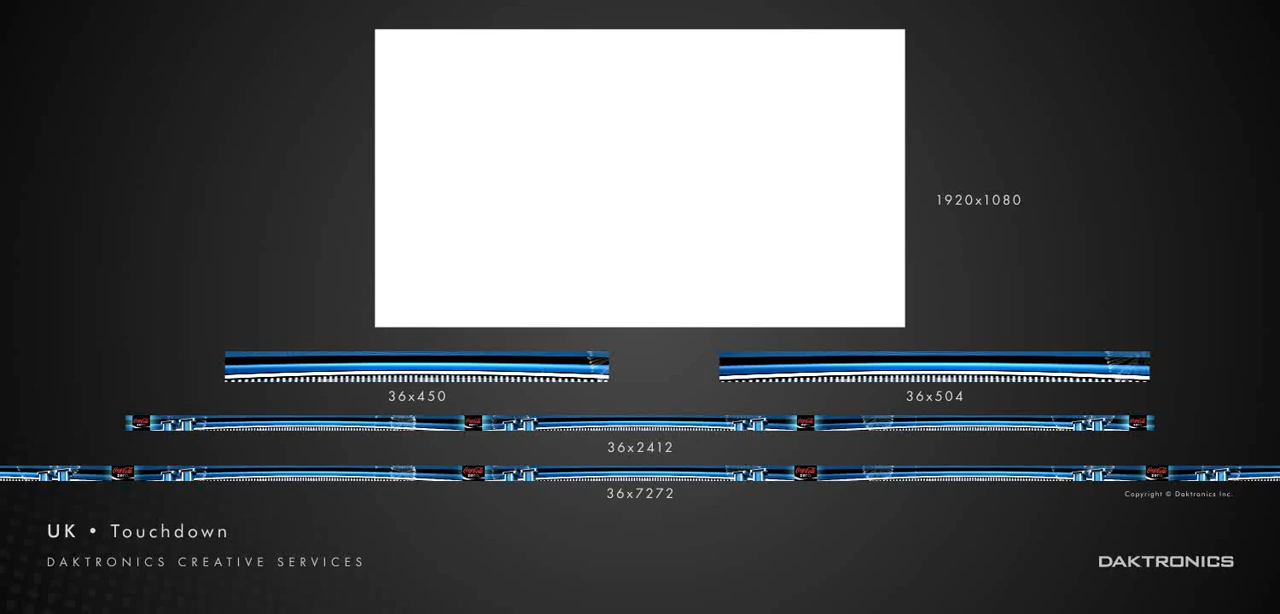 1920x1080
36x450
36x504
36x2412
36x7272
Copyright © Daktronics Inc.
UK • Touchdown
DAKTRONICS CREATIVE SERVICES
DAKTRONICS